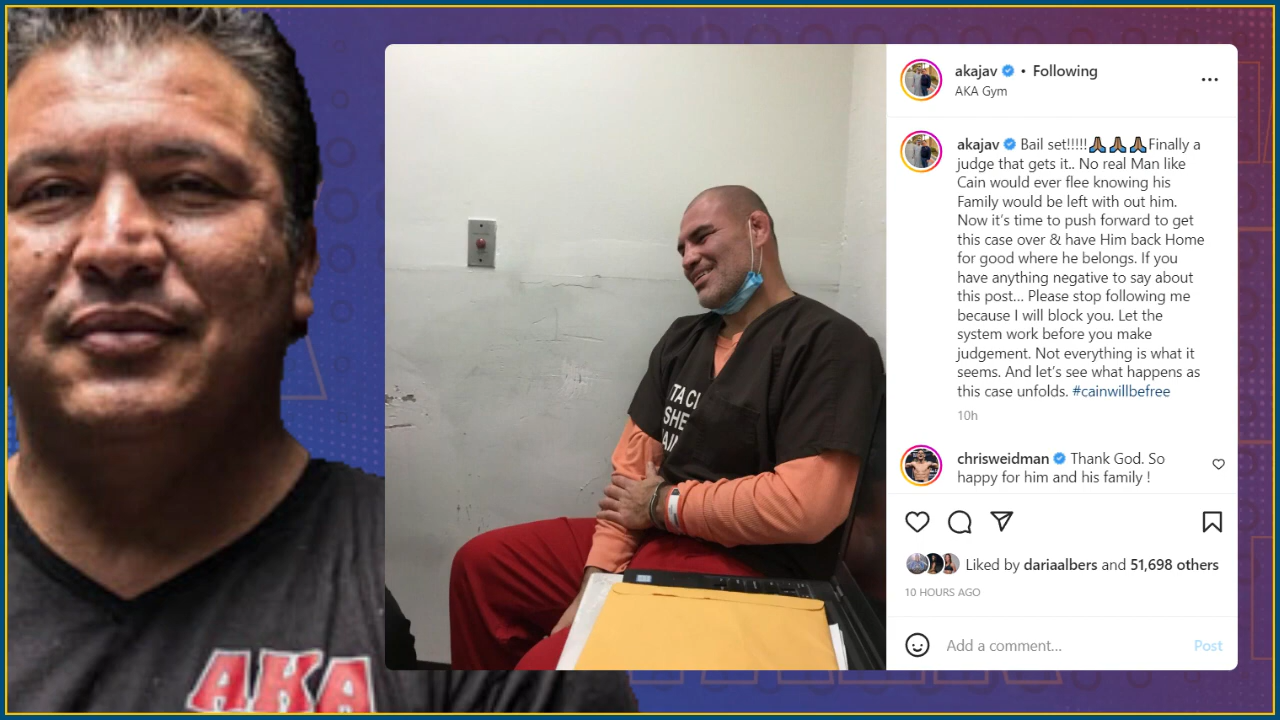 akajav • Following
AKA Gym
akajav Bail set!!!!!🙏🏾🙏🏾🙏🏾Finally a
judge that gets it.. No real Man like
Cain would ever flee knowing his
Family would be left with out him.
Now it's time to push forward to get
this case over & have Him back Home
for good where he belongs. If you
have anything negative to say about
this post... Please stop following me
because I will block you. Let the
system work before you make
judgement. Not everything is what it
seems. And let's see what happens as
this case unfolds. #cainwillbefree
10h
chrisweidman Thank God. So
happy for him and his family !
Liked by dariaalbers and 51,698 others
10 HOURS AGO
Add a comment... Post
AKA